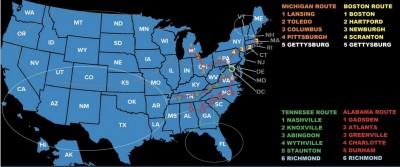 MICHIGAN ROUTE
1 LANSING
2 TOLEDO
3 COLUMBUS
4 PITTSBURGH
5 GETTYSBURG
BOSTON ROUTE
1 BOSTON
2 HARTFORD
3 NEWBURGH
4 SCRANTON
5 GETTYSBURG
WA
MT
ND
MN
VT
ME
OR
ID
SD
WI
MI
NY
NH
MA
RI
CT
NJ
DE
MD
DC
WY
IA
NE
PA
NV
UT
CO
IL
IN
OH
CA
KS
MO
KY
VA
AZ
NM
OK
AR
TN
NC
SC
TX
LA
MS
AL
GA
AK
HI
FL
TENNESEE ROUTE
1 NASHVILLE
2 KNOXVILLE
3 ABINGDON
4 WYTHVILLE
5 STAUNTON
6 RICHMOND
ALABAMA ROUTE
1 GADSDEN
2 ATLANTA
3 GREENVILLE
4 CHARLOTTE
5 DURHAM
6 RICHMOND